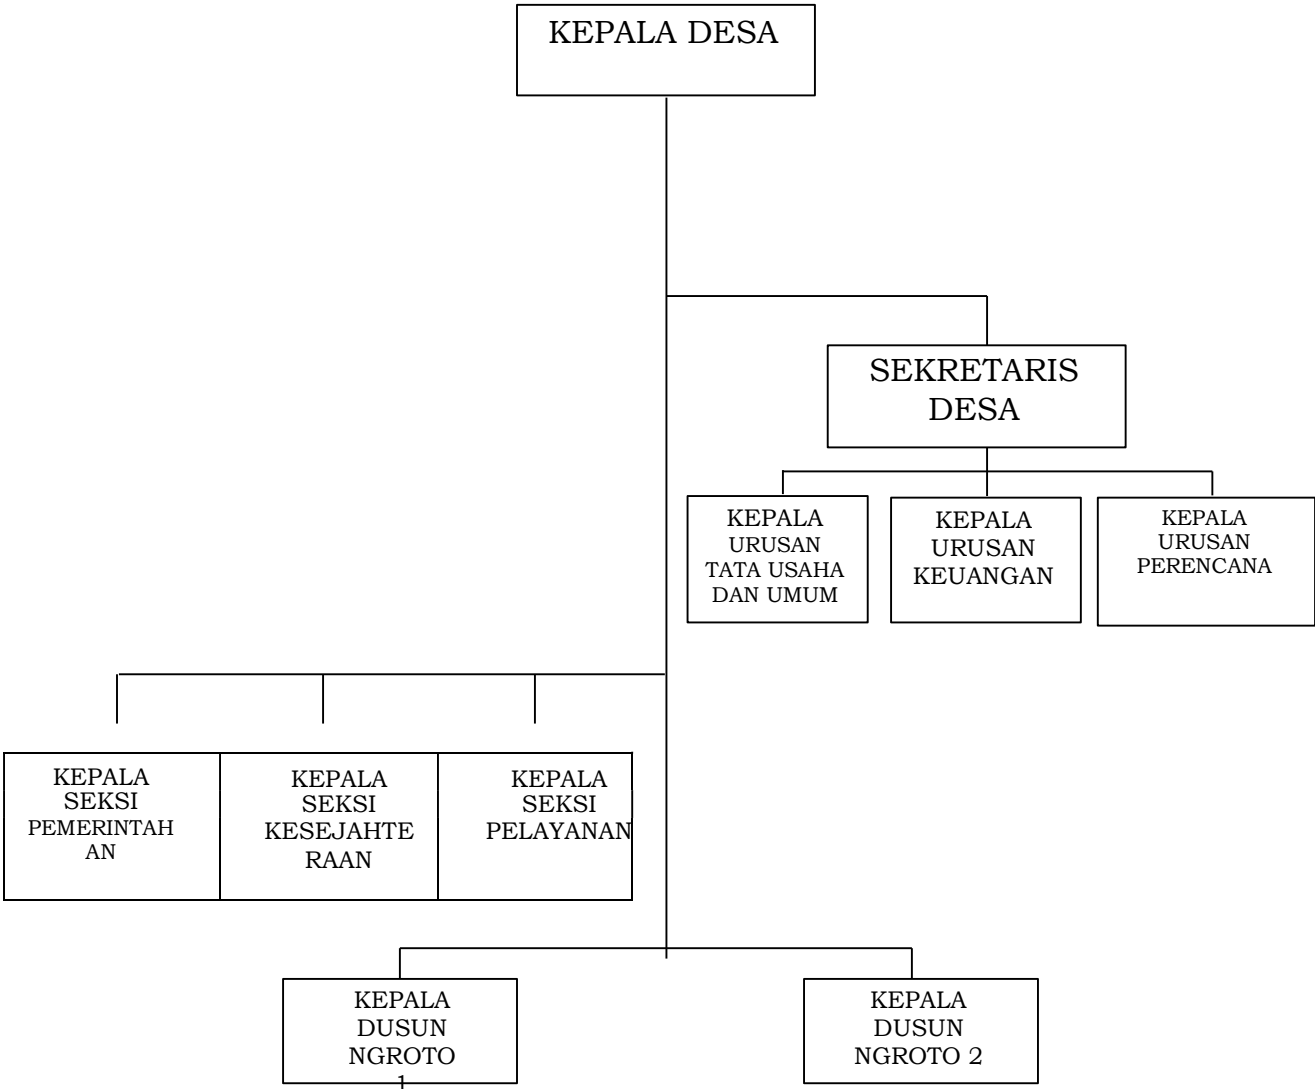 KEPALA DESA
SEKRETARIS
DESA
KEPALA
URUSAN
TATA USAHA
DAN UMUM
KEPALA
URUSAN
KEUANGAN
KEPALA
URUSAN
PERENCANA
KEPALA
SEKSI
PEMERINTAH
AN
KEPALA
SEKSI
KESEJAHTE
RAAN
KEPALA
SEKSI
PELAYANAN
KEPALA
DUSUN
NGROTO
1
KEPALA
DUSUN
NGROTO 2